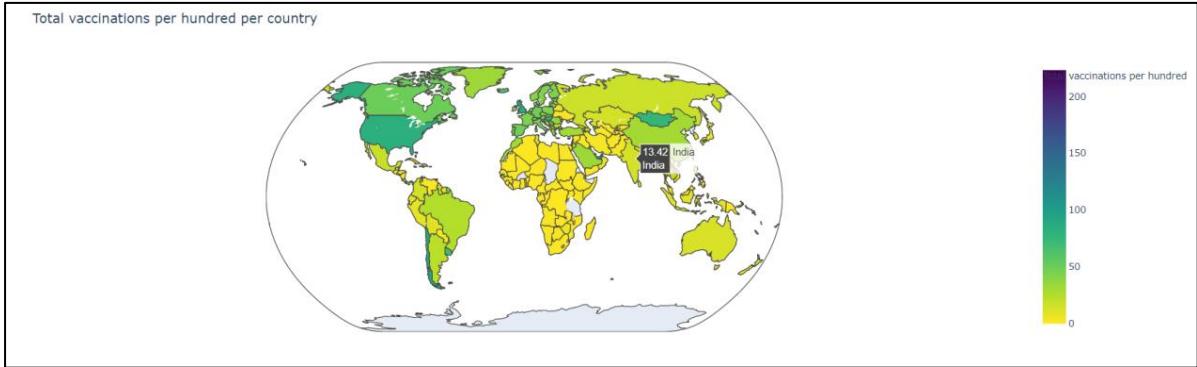 Total vaccinations per hundred per country
vaccinations per hundred
200
150
100
50
0
13.42 India
India